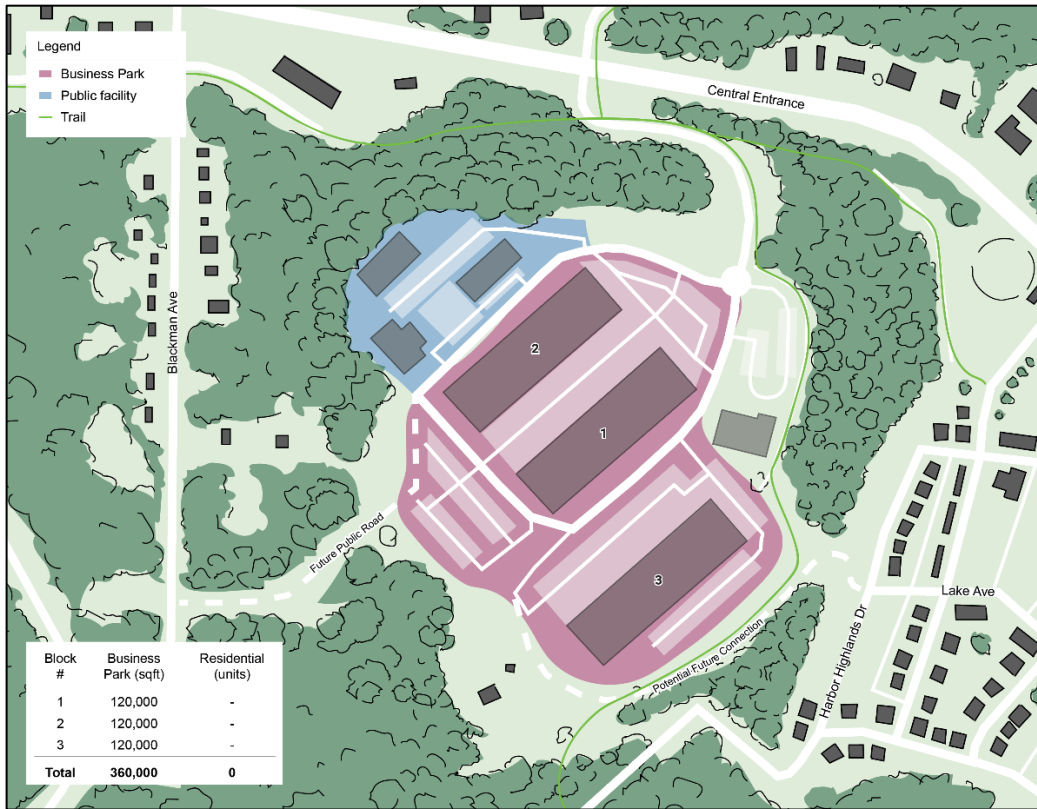 Legend
Business Park
Public facility
Trail
Central Entrance
Blackman Ave
2
1
3
Future Public Road
Potential Future Connection
Harbor Highlands Dr
Lake Ave
Block # Business Park (sqft) Residential (units)
1 120,000 -
2 120,000 -
3 120,000 -
Total 360,000 0